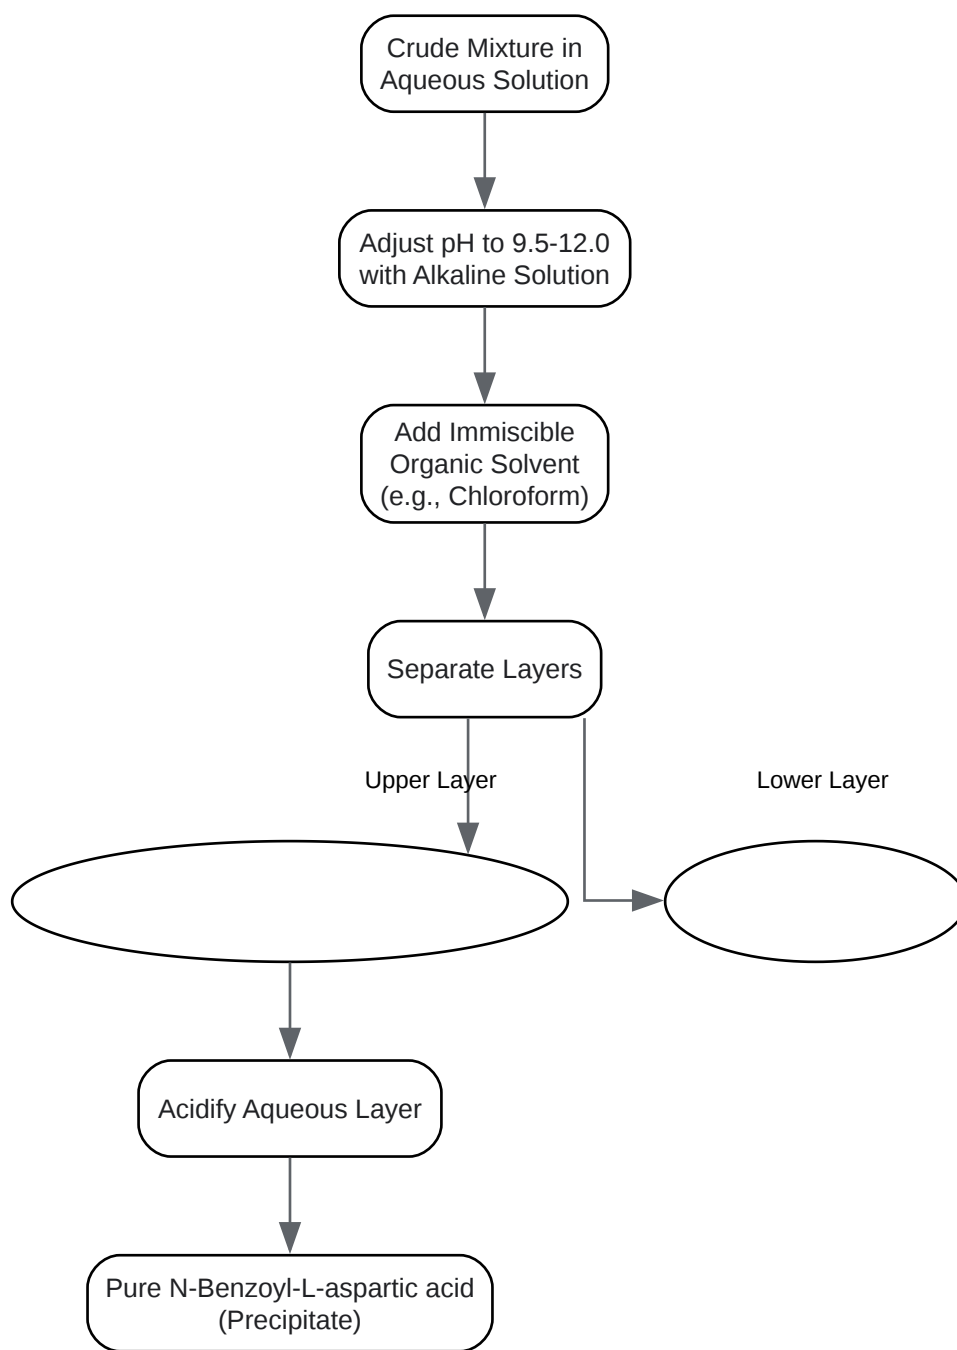 Crude Mixture in
Aqueous Solution
Adjust pH to 9.5-12.0
with Alkaline Solution
Add Immiscible
Organic Solvent
(e.g., Chloroform)
Separate Layers
Upper Layer
Lower Layer
Acidify Aqueous Layer
Pure N-Benzoyl-L-aspartic acid
(Precipitate)